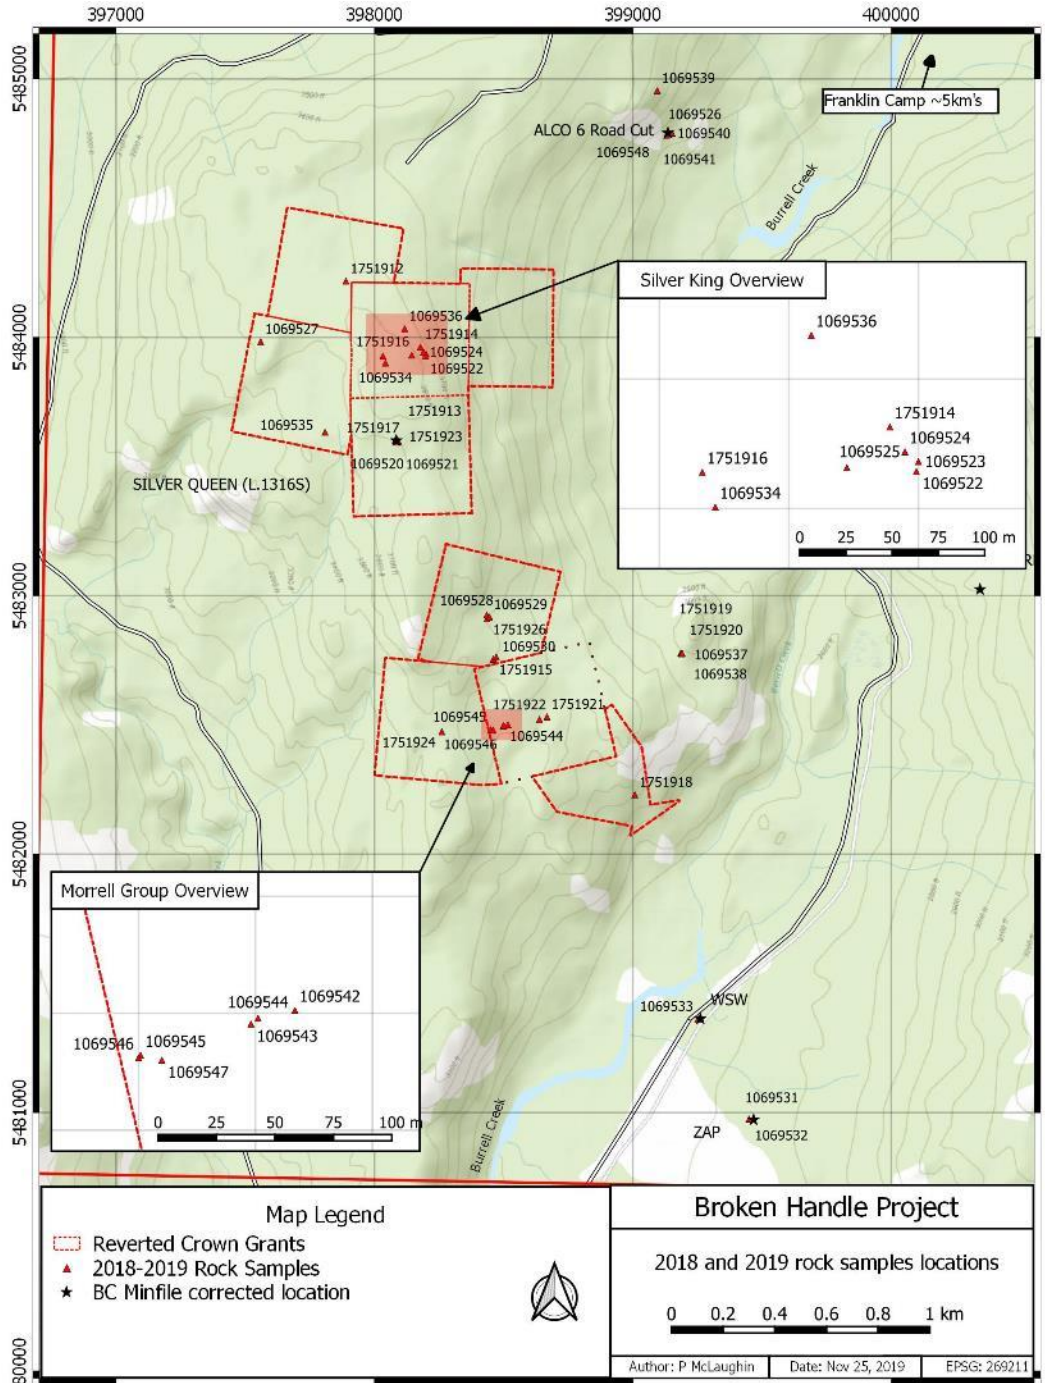 397000
398000
399000
400000
5485000
5484000
5483000
5482000
5481000
80000
1069539
Franklin Camp ~5km's
1069526
ALCO 6 Road Cut
1069540
1069548
1069541
Burrell Creek
1751912
Silver King Overview
1069536
1751914
1069524
1069525
1069523
1751916
1069522
1069534
0 25 50 75 100 m
1069536
1069527
1751914
1751916
1069524
1069522
1069534
1751913
1069535
1751917
1751923
1069520
1069521
SILVER QUEEN (L.1316S)
R
1069528
1069529
1751926
1069530
1751915
1751919
1751920
1069537
1069538
1751922
1751921
1069545
1069544
1751924
1069546
1751918
Morrell Group Overview
1069542
1069544
1069543
1069546
1069545
1069547
0 25 50 75 100 m
1069533
WSW
1069531
ZAP
1069532
Burrell Creek
Map Legend
Reverted Crown Grants
2018-2019 Rock Samples
BC Minfile corrected location
Broken Handle Project
2018 and 2019 rock samples locations
0 0.2 0.4 0.6 0.8 1 km
Author: P McLaughin
Date: Nov 25, 2019
EPSG: 269211